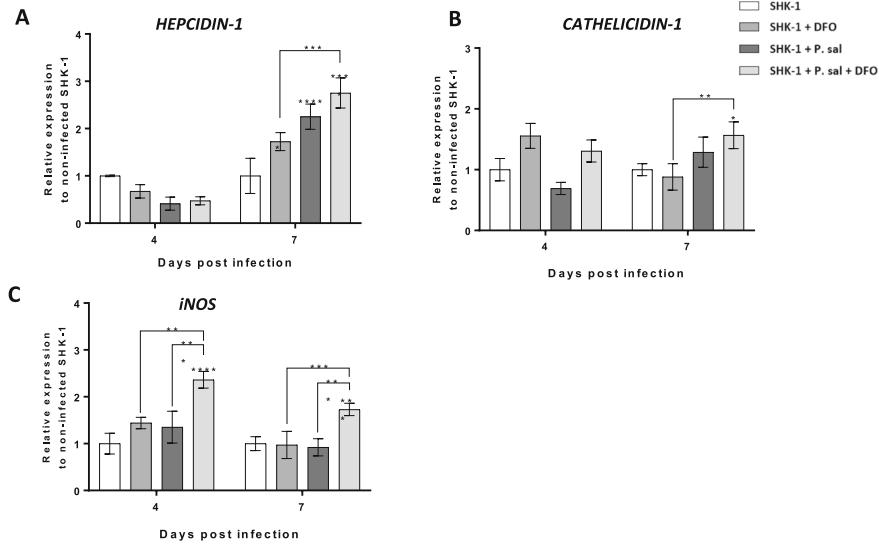 A
HEPCIDIN-1
Relative expression
to non-infected SHK-1
4
3
2
1
0
***
*
****
***
*
4
7
Days post infection
B
CATHELICIDIN-1
Relative expression
to non-infected SHK-1
3
2
1
0
**
*
4
7
Days post infection
SHK-1
SHK-1 + DFO
SHK-1 + P. sal
SHK-1 + P. sal + DFO
C
iNOS
Relative expression
to non-infected SHK-1
4
3
2
1
0
**
**
*
****
***
**
* **
*
4
7
Days post infection